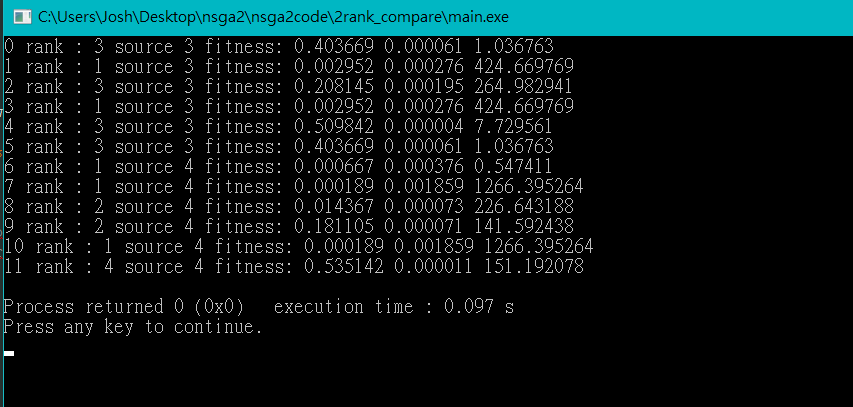 C:\Users\Josh\Desktop\nsga2\nsga2code\2rank_compare\main.exe
0 rank : 3 source 3 fitness: 0.403669 0.000061 1.036763
1 rank : 1 source 3 fitness: 0.002952 0.000276 424.669769
2 rank : 3 source 3 fitness: 0.208145 0.000195 264.982941
3 rank : 1 source 3 fitness: 0.002952 0.000276 424.669769
4 rank : 3 source 3 fitness: 0.509842 0.000004 7.729561
5 rank : 3 source 3 fitness: 0.403669 0.000061 1.036763
6 rank : 1 source 4 fitness: 0.000667 0.000376 0.547411
7 rank : 1 source 4 fitness: 0.000189 0.001859 1266.395264
8 rank : 2 source 4 fitness: 0.014367 0.000073 226.643188
9 rank : 2 source 4 fitness: 0.181105 0.000071 141.592438
10 rank : 1 source 4 fitness: 0.000189 0.001859 1266.395264
11 rank : 4 source 4 fitness: 0.535142 0.000011 151.192078
Process returned 0 (0x0)   execution time : 0.097 s
Press any key to continue.